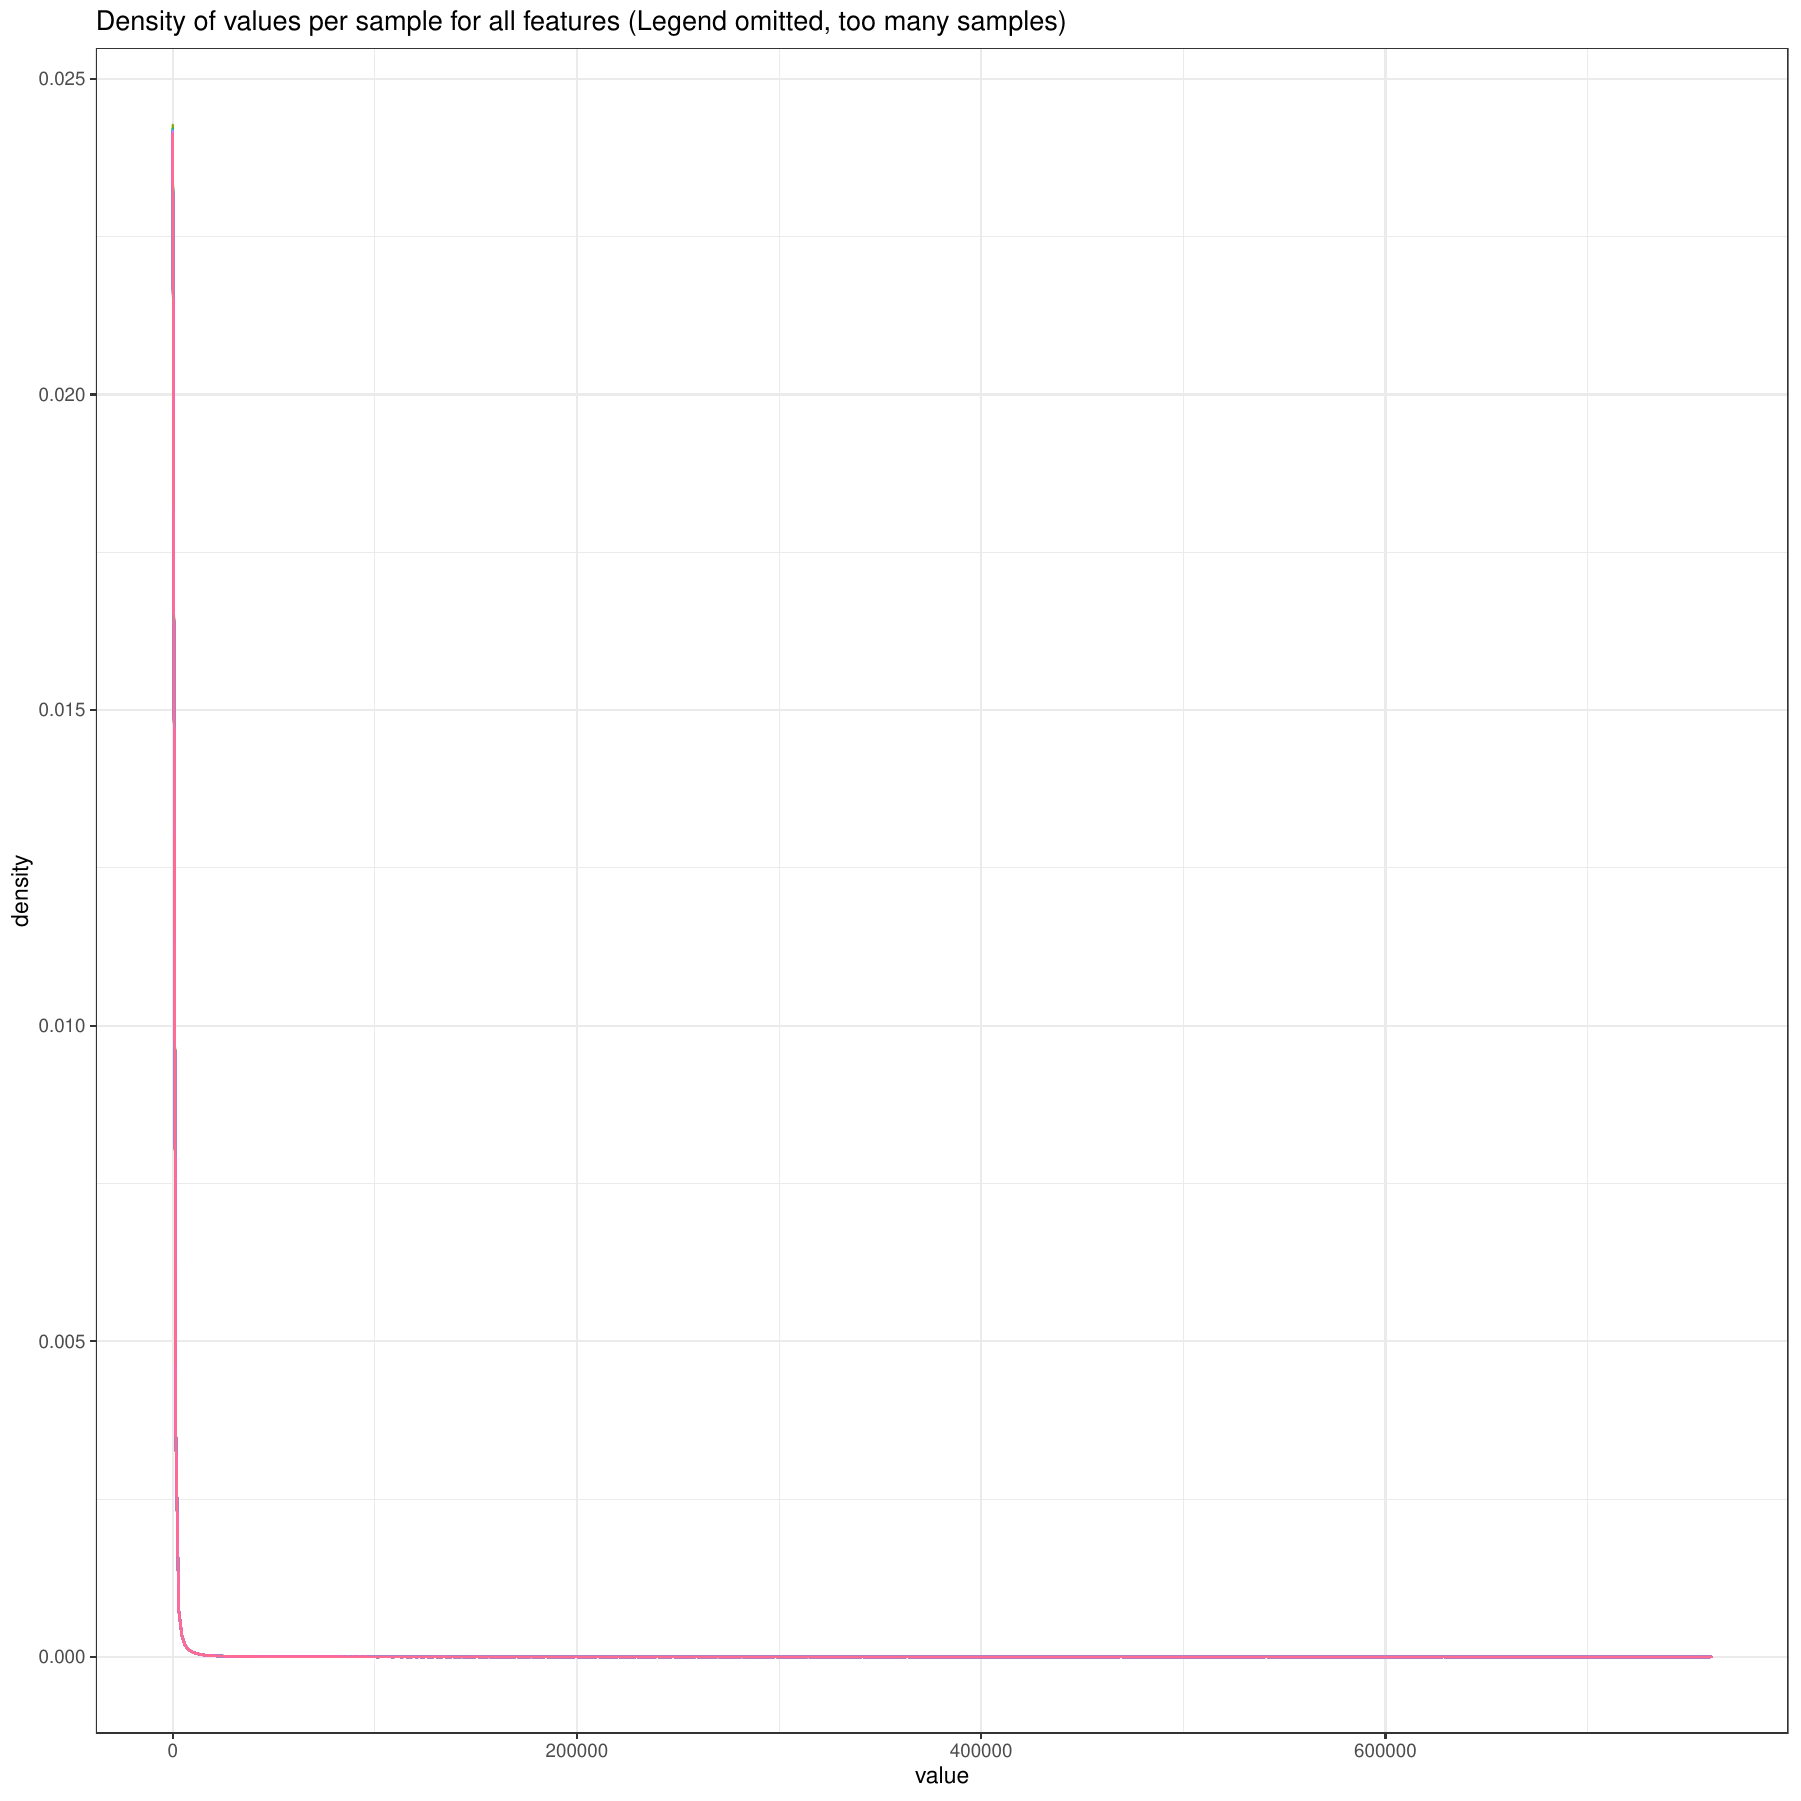 Density of values per sample for all features (Legend omitted, too many samples)
0.025
0.020
0.015
0.010
0.005
0.000
density
0 200000 400000 600000
value